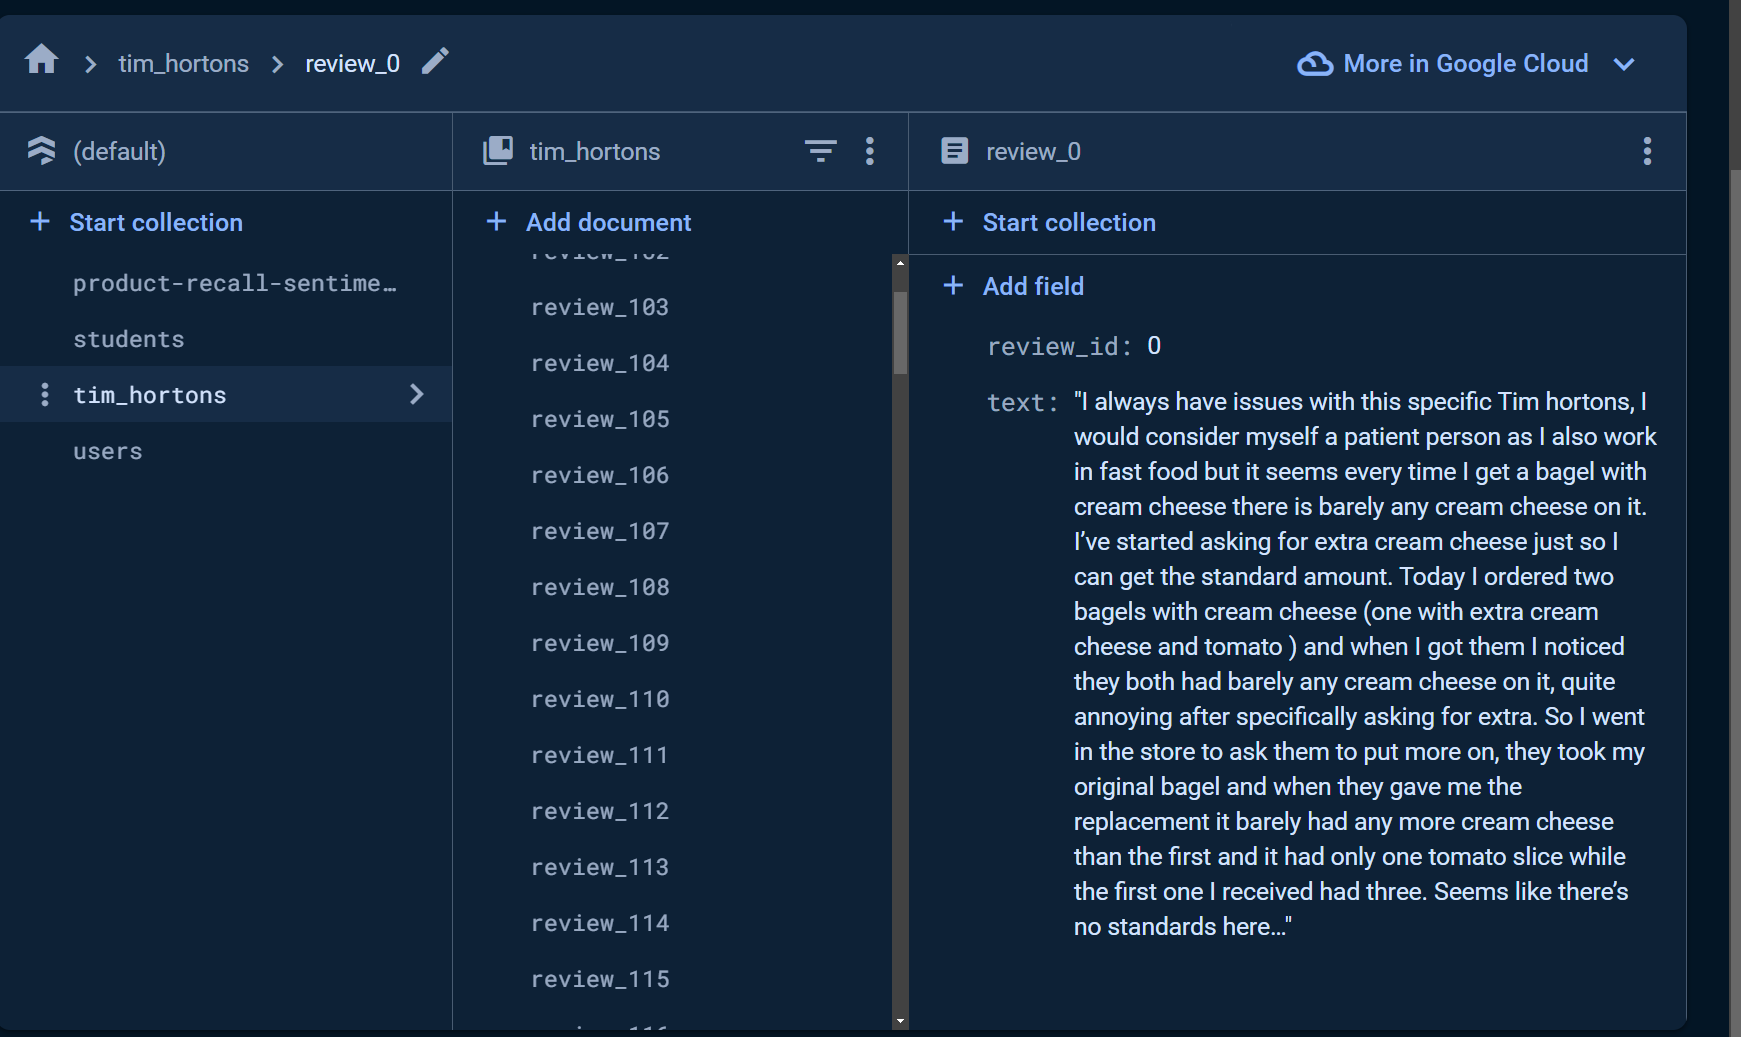 tim_hortons
review_0
More in Google Cloud
(default)
Start collection
product-recall-sentime…
students
tim_hortons
users
tim_hortons
Add document
review_102
review_103
review_104
review_105
review_106
review_107
review_108
review_109
review_110
review_111
review_112
review_113
review_114
review_115
review_116
review_0
Start collection
Add field
review_id: 0
text: "I always have issues with this specific Tim hortons, I
would consider myself a patient person as I also work
in fast food but it seems every time I get a bagel with
cream cheese there is barely any cream cheese on it.
I’ve started asking for extra cream cheese just so I
can get the standard amount. Today I ordered two
bagels with cream cheese (one with extra cream
cheese and tomato ) and when I got them I noticed
they both had barely any cream cheese on it, quite
annoying after specifically asking for extra. So I went
in the store to ask them to put more on, they took my
original bagel and when they gave me the
replacement it barely had any more cream cheese
than the first and it had only one tomato slice while
the first one I received had three. Seems like there’s
no standards here…"